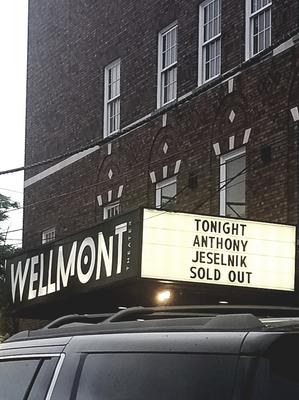 WELLMONT
THEATER
TONIGHT
ANTHONY
JESELNIK
SOLD OUT